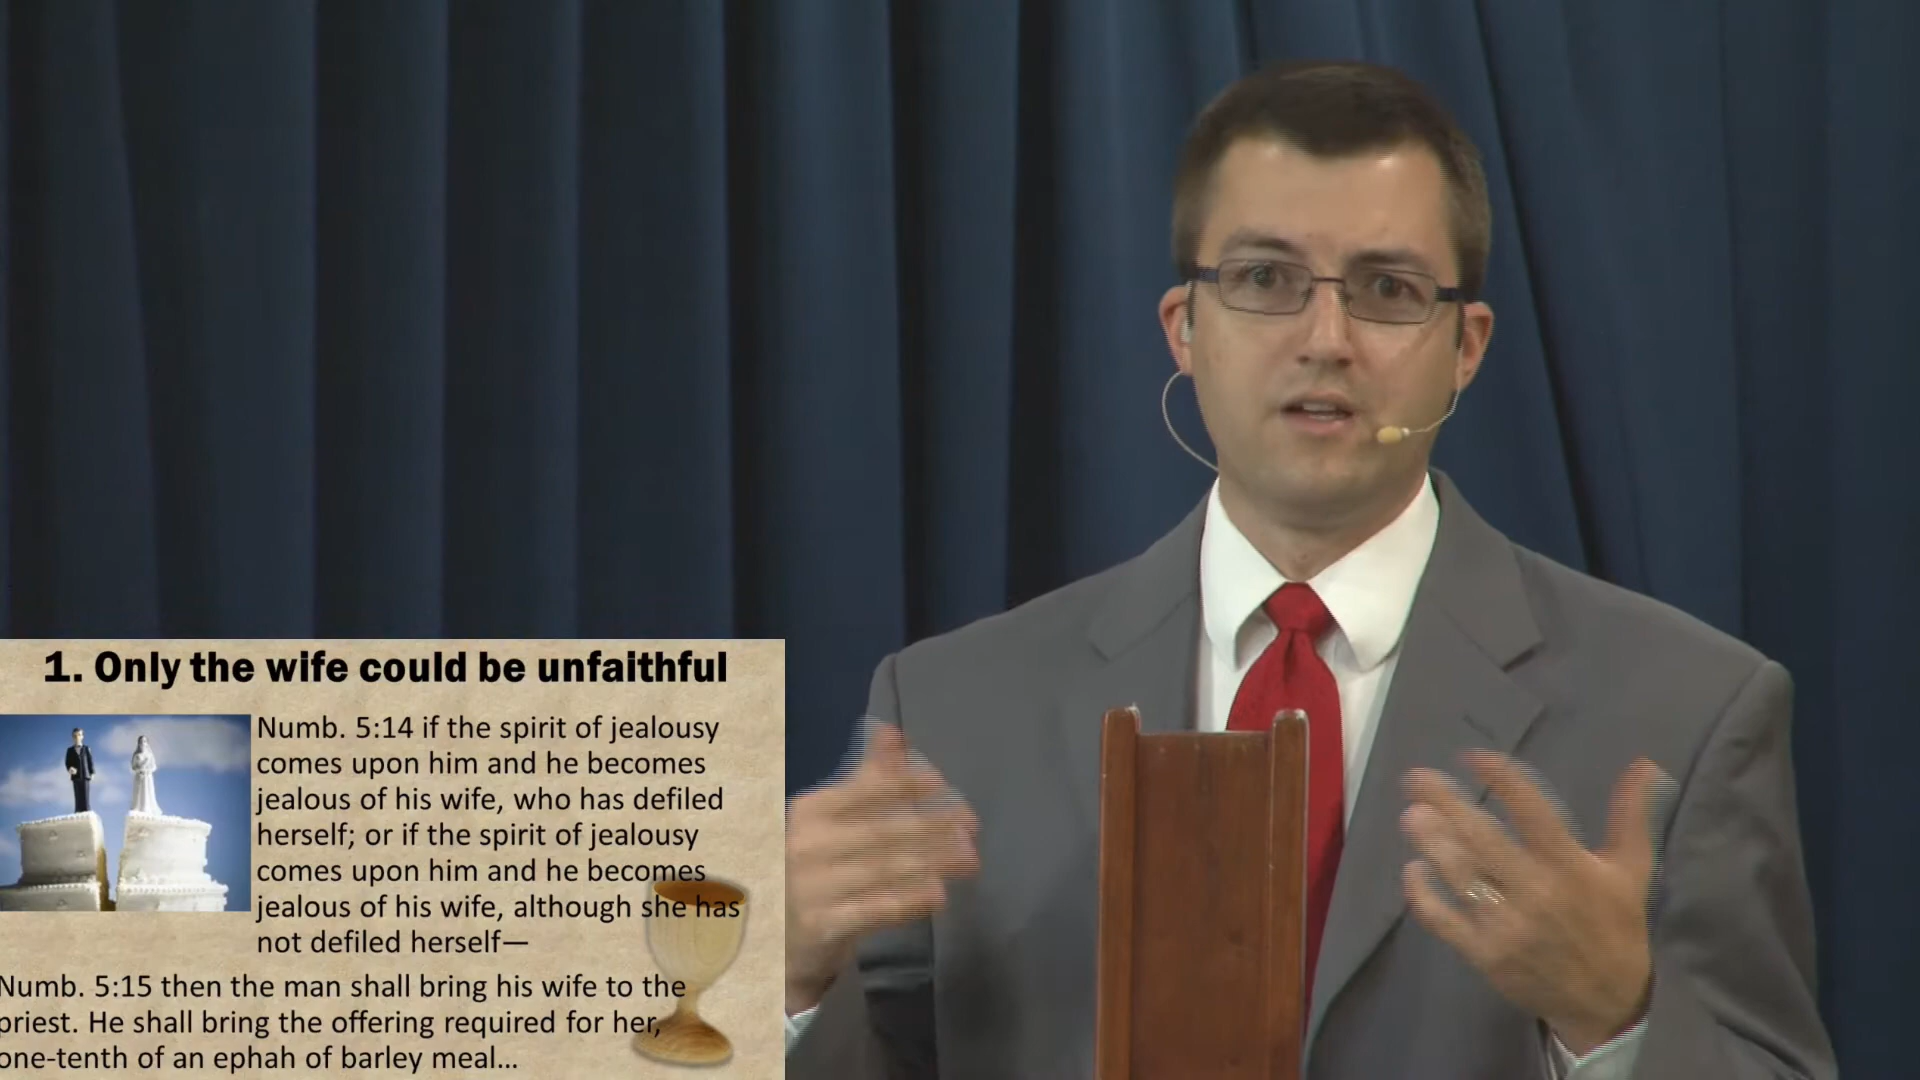 1. Only the wife could be unfaithful
Numb. 5:14 if the spirit of jealousy
comes upon him and he becomes
jealous of his wife, who has defiled
herself; or if the spirit of jealousy
comes upon him and he becomes
jealous of his wife, although she has
not defiled herself—
Numb. 5:15 then the man shall bring his wife to the
priest. He shall bring the offering required for her,
one-tenth of an ephah of barley meal...